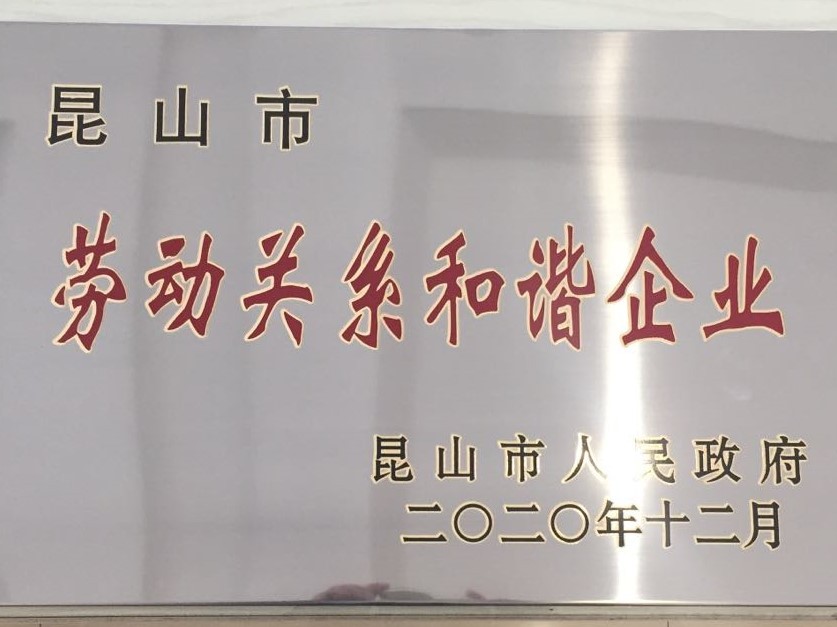 昆山市
劳动关系和谐企业
昆山市人民政府
二〇二〇年十二月